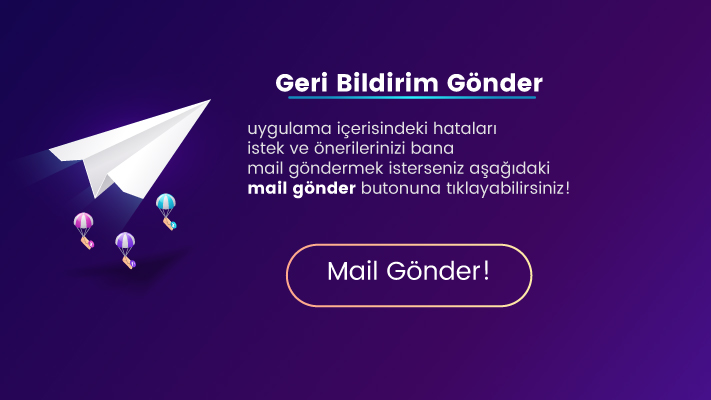 Geri Bildirim Gönder
uygulama içerisindeki hataları
istek ve önerilerinizi bana
mail göndermek isterseniz aşağıdaki
mail gönder butonuna tıklayabilirsiniz!
Mail Gönder!